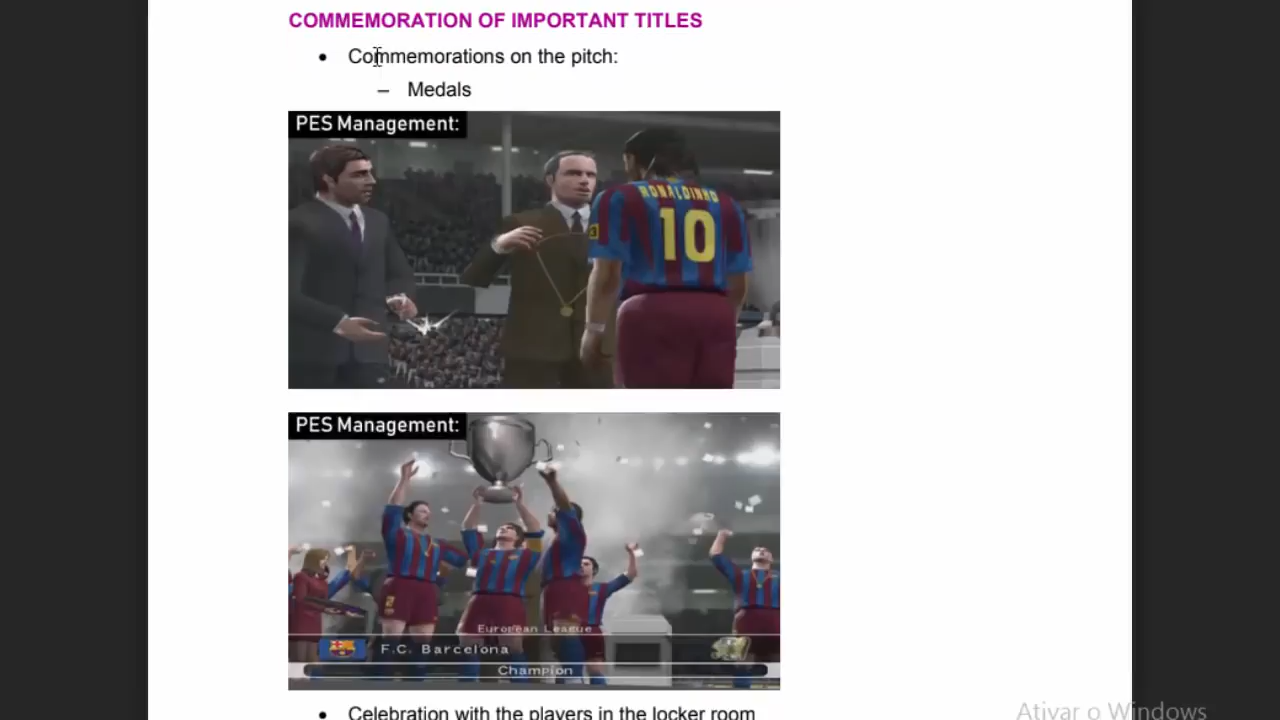 COMMEMORATION OF IMPORTANT TITLES
• Commemorations on the pitch:
– Medals
PES Management:
RONALDINHO
10
PES Management:
2
European League
F.C. Barcelona
Champion
• Celebration with the players in the locker room
Ativar o Windows